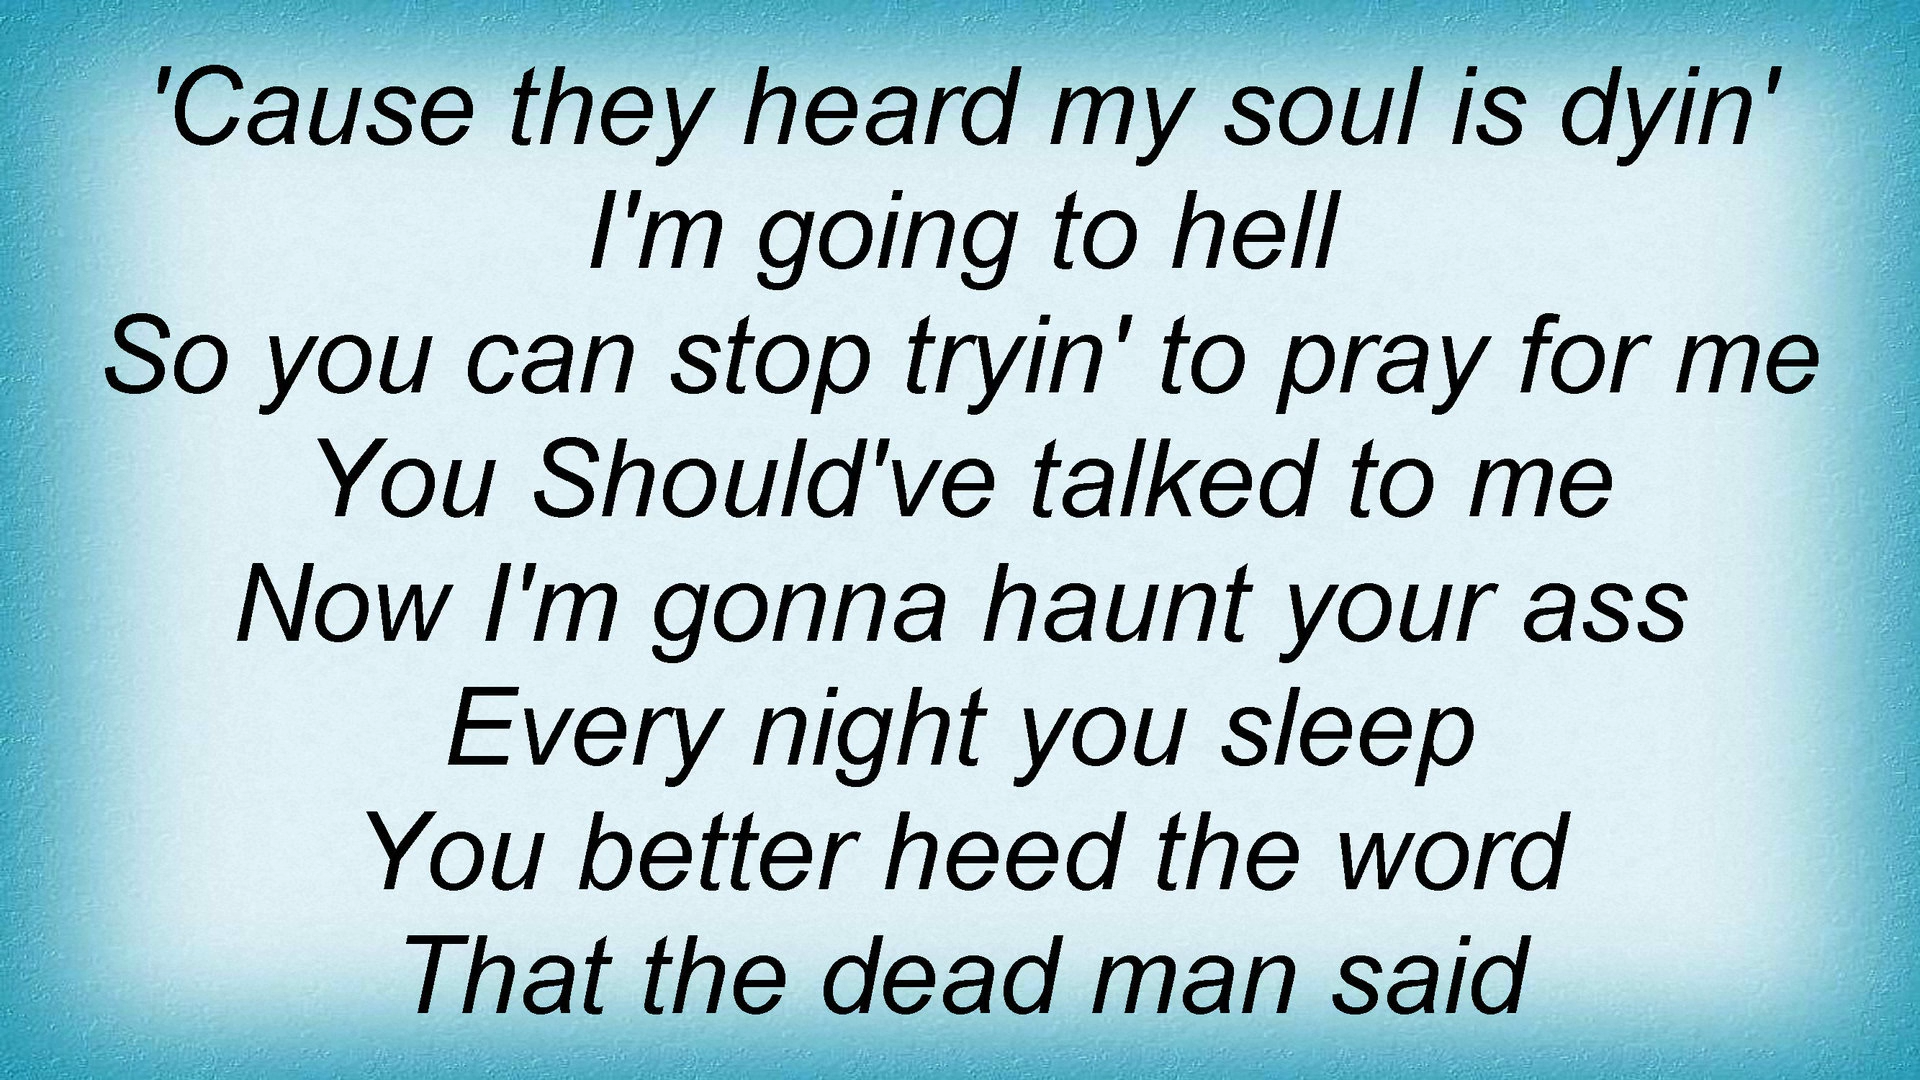 'Cause they heard my soul is dyin'
I'm going to hell
So you can stop tryin' to pray for me
You Should've talked to me
Now I'm gonna haunt your ass
Every night you sleep
You better heed the word
That the dead man said